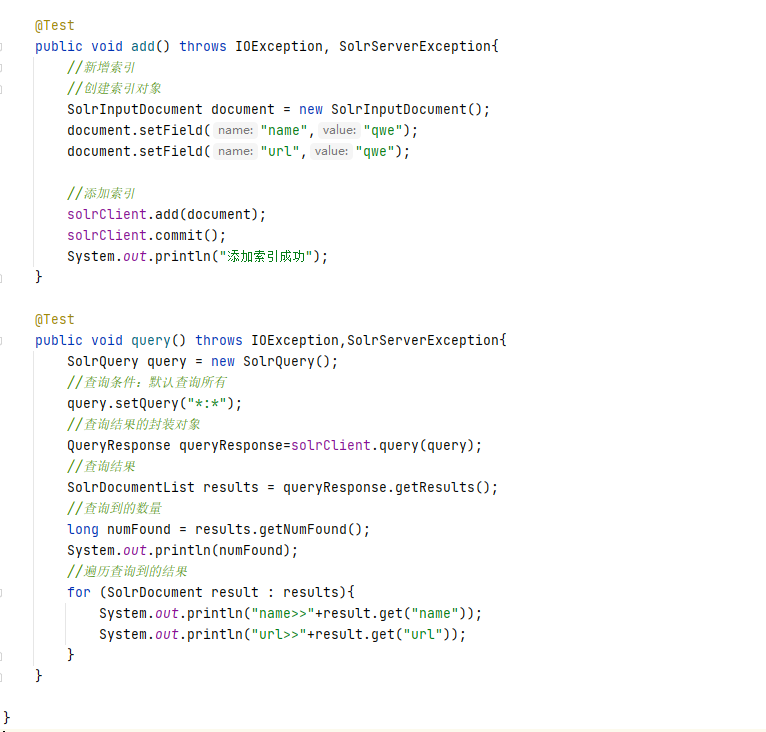 @Test
public void add() throws IOException, SolrServerException{
//新增索引
//创建索引对象
SolrInputDocument document = new SolrInputDocument();
document.setField( name: "name", value: "qwe");
document.setField( name: "url", value: "qwe");
//添加索引
solrClient.add(document);
solrClient.commit();
System.out.println("添加索引成功");
}
@Test
public void query() throws IOException,SolrServerException{
SolrQuery query = new SolrQuery();
//查询条件：默认查询所有
query.setQuery("*:*");
//查询结果的封装对象
QueryResponse queryResponse=solrClient.query(query);
//查询结果
SolrDocumentList results = queryResponse.getResults();
//查询到的数量
long numFound = results.getNumFound();
System.out.println(numFound);
//遍历查询到的结果
for (SolrDocument result : results){
System.out.println("name>>"+result.get("name"));
System.out.println("url>>"+result.get("url"));
}
}
}